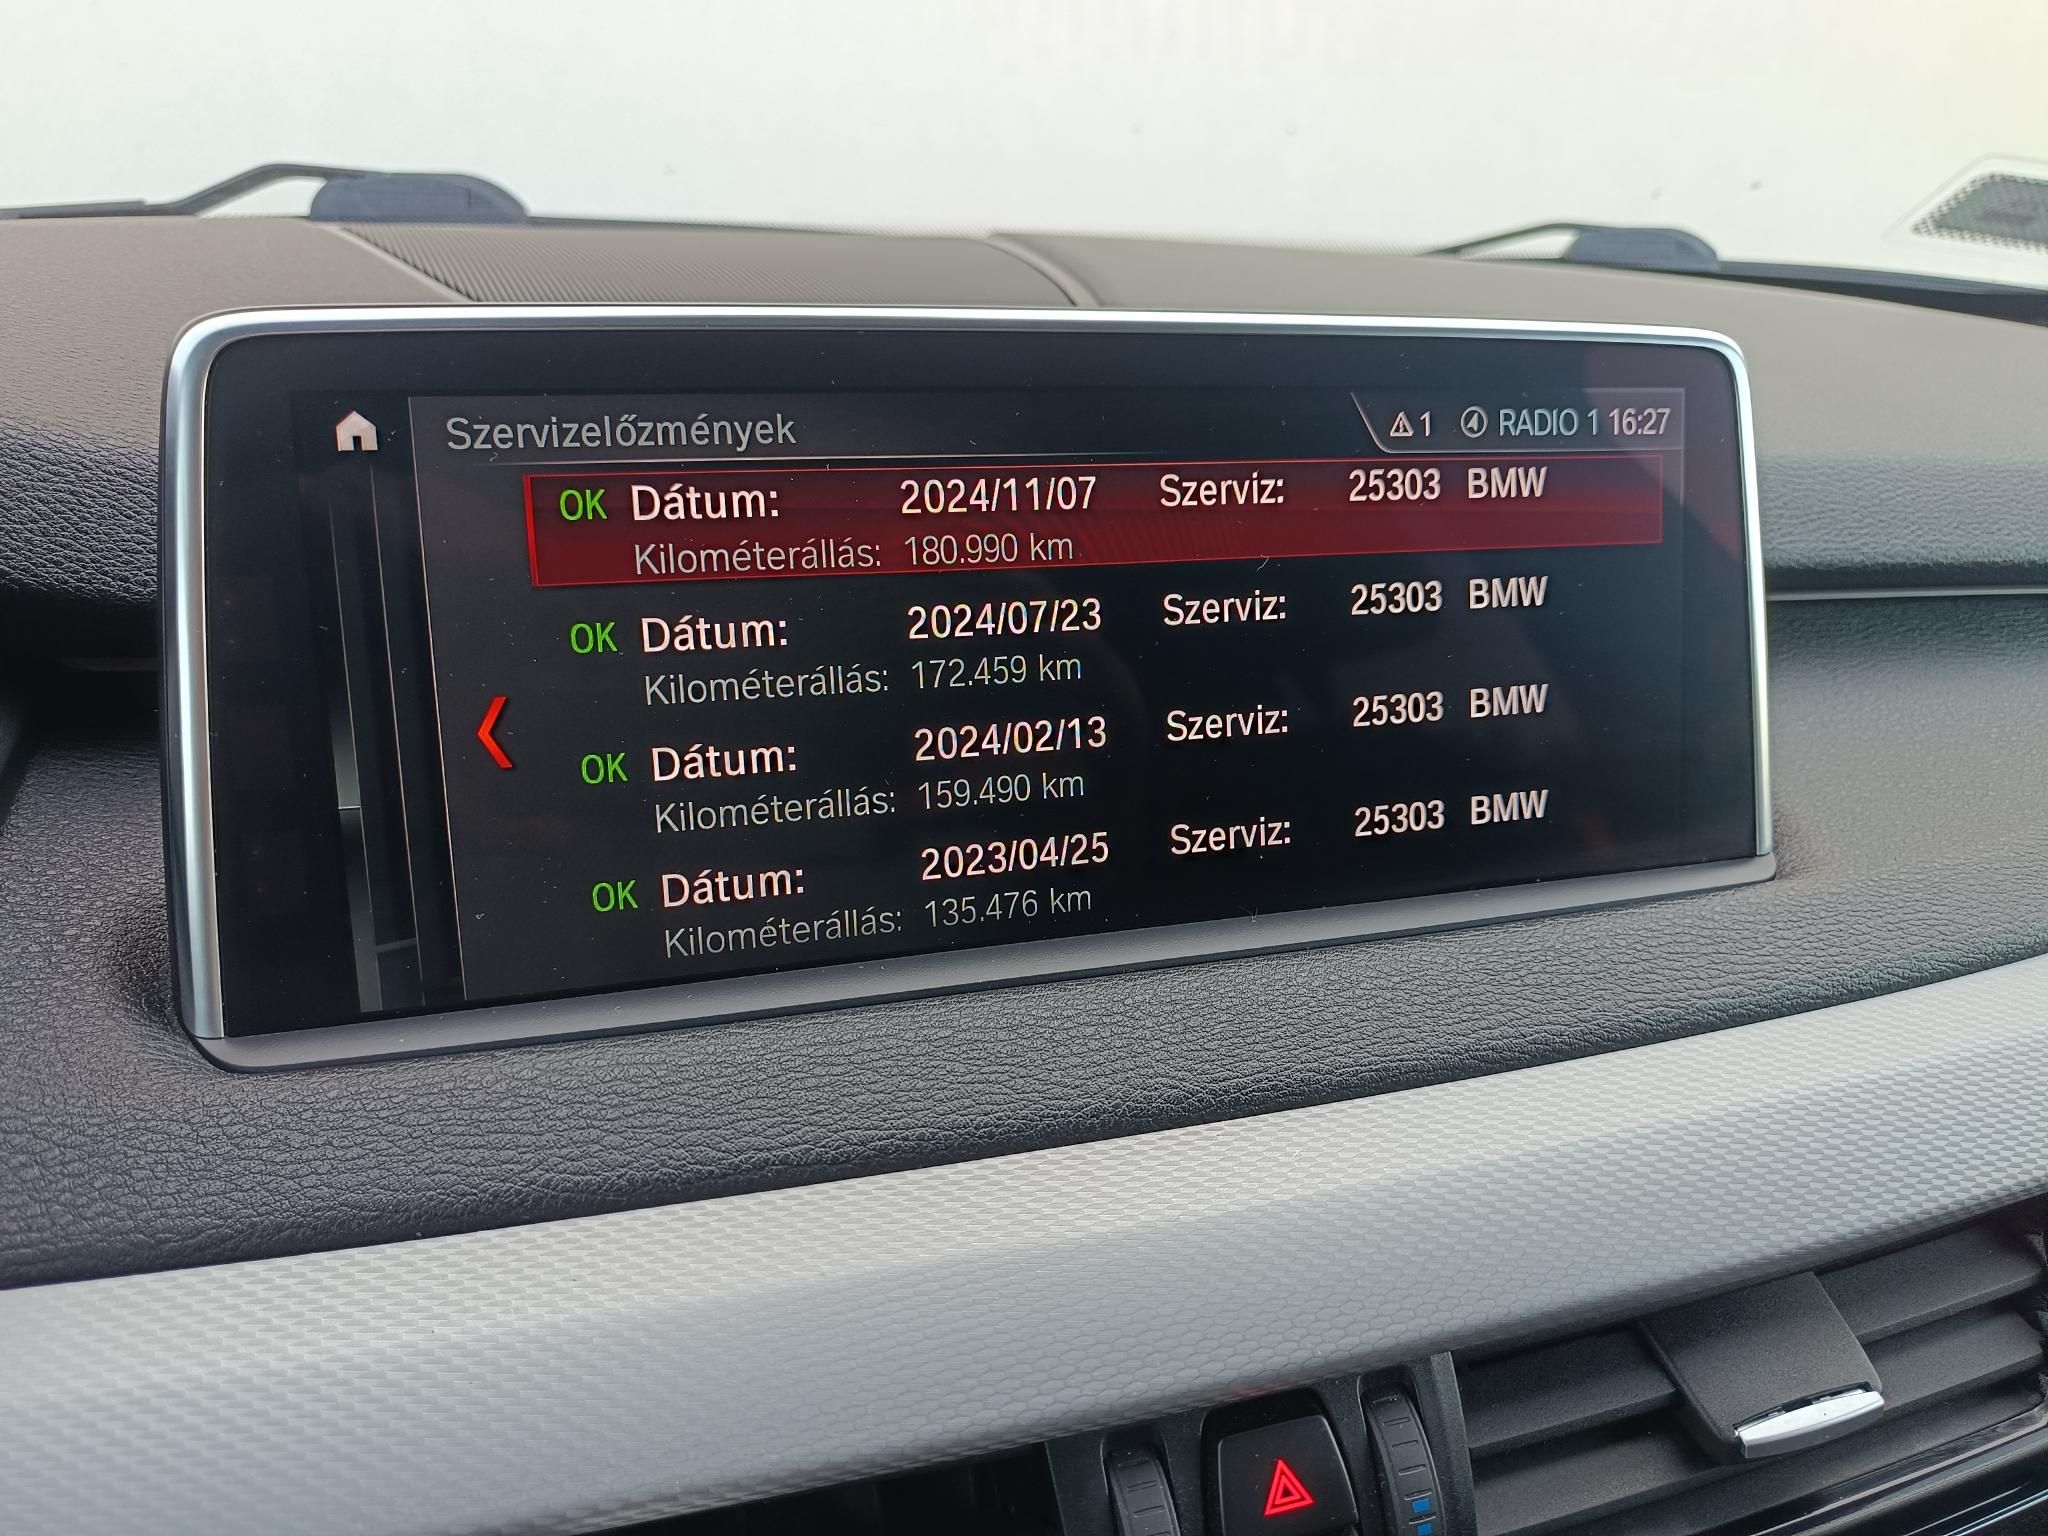 Szervizelőzmények
1 RADIO 1 16:27
OK Dátum: 2024/11/07 Szerviz: 25303 BMW
Kilométerállás: 180.990 km
OK Dátum: 2024/07/23 Szerviz: 25303 BMW
Kilométerállás: 172.459 km
OK Dátum: 2024/02/13 Szerviz: 25303 BMW
Kilométerállás: 159.490 km
OK Dátum: 2023/04/25 Szerviz: 25303 BMW
Kilométerállás: 135.476 km